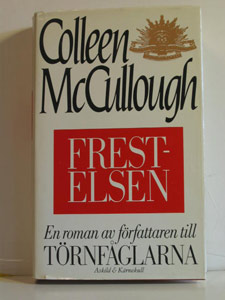 Colleen
McCullough
FREST-
ELSEN
En roman av författaren till
TÖRNFÅGLARNA
Askild & Kärnekull